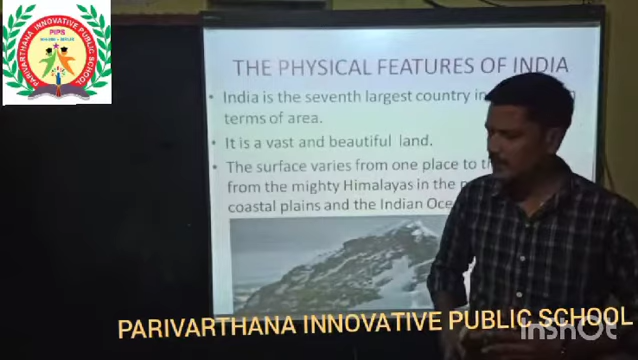 PARIVARTHANA INNOVATIVE PUBLIC SCHOOL
PIPS
THE PHYSICAL FEATURES OF INDIA
• India is the seventh largest country in
terms of area.
• It is a vast and beautiful land.
• The surface varies from one place to
from the mighty Himalayas in the
coastal plains and the Indian
PARIVARTHANA INNOVATIVE PUBLIC SCHOOL
InShOt